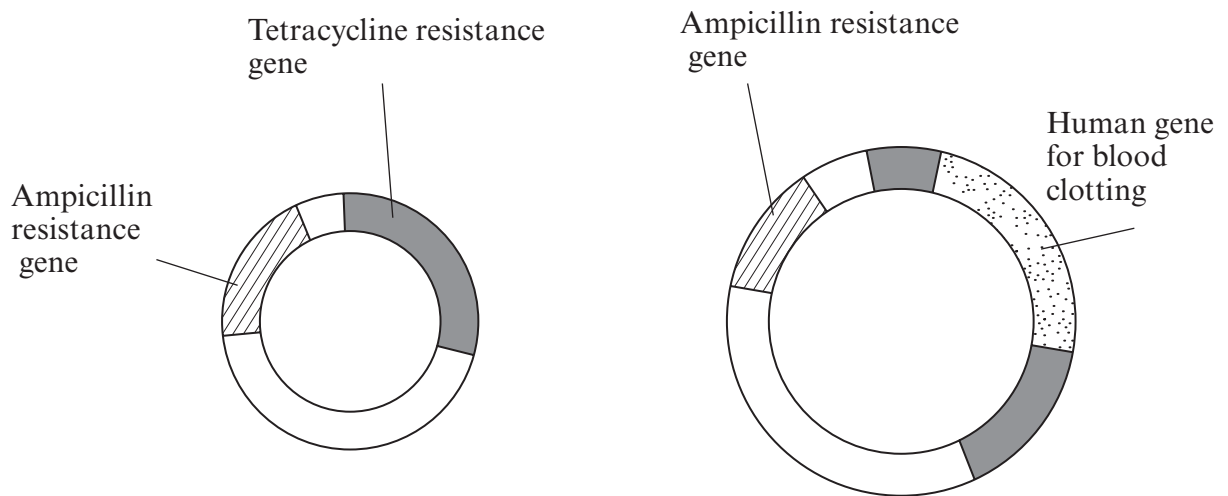 Tetracycline resistance
gene
Ampicillin
resistance
gene
Ampicillin resistance
gene
Human gene
for blood
clotting